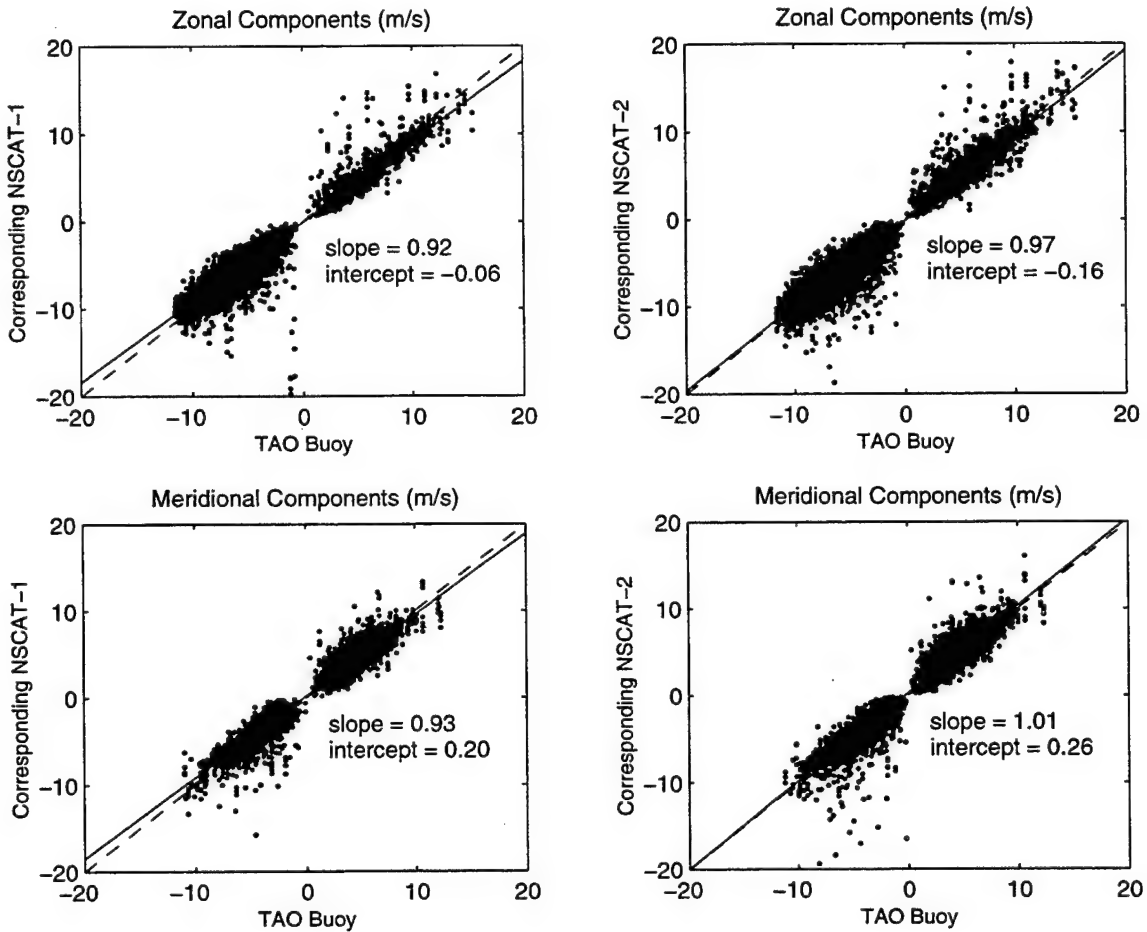 Zonal Components (m/s)
20
10
0
−10
−20
Corresponding NSCAT−1
slope = 0.92
intercept = −0.06
−20 −10 0 10 20
TAO Buoy
Zonal Components (m/s)
20
10
0
−10
−20
Corresponding NSCAT−2
slope = 0.97
intercept = −0.16
−20 −10 0 10 20
TAO Buoy
Meridional Components (m/s)
20
10
0
−10
−20
Corresponding NSCAT−1
slope = 0.93
intercept = 0.20
−20 −10 0 10 20
TAO Buoy
Meridional Components (m/s)
20
10
0
−10
−20
Corresponding NSCAT−2
slope = 1.01
intercept = 0.26
−20 −10 0 10 20
TAO Buoy